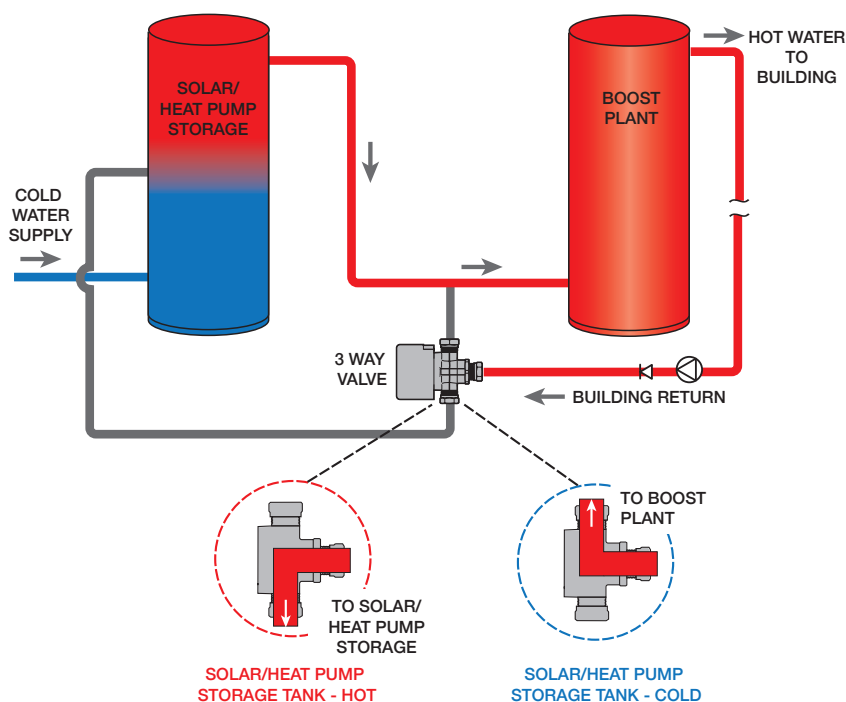 HOT WATER
TO
BUILDING
SOLAR/
HEAT PUMP
STORAGE
BOOST
PLANT
COLD
WATER
SUPPLY
3 WAY
VALVE
BUILDING RETURN
TO BOOST
PLANT
TO SOLAR/
HEAT PUMP
STORAGE
SOLAR/HEAT PUMP
STORAGE TANK - HOT
SOLAR/HEAT PUMP
STORAGE TANK - COLD